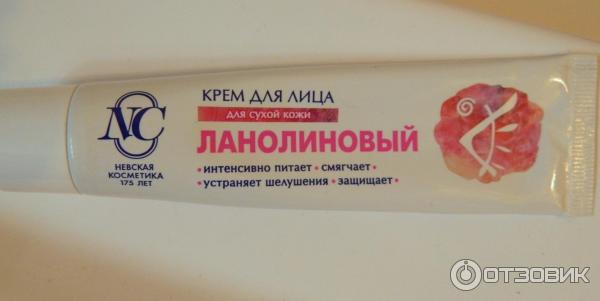 КРЕМ ДЛЯ ЛИЦА
для сухой кожи
ЛАНОЛИНОВЫЙ
•интенсивно питает•смягчает•
•устраняет шелушения•защищает•
NC
НЕВСКАЯ
КОСМЕТИКА
175 ЛЕТ
ОТЗОВИК